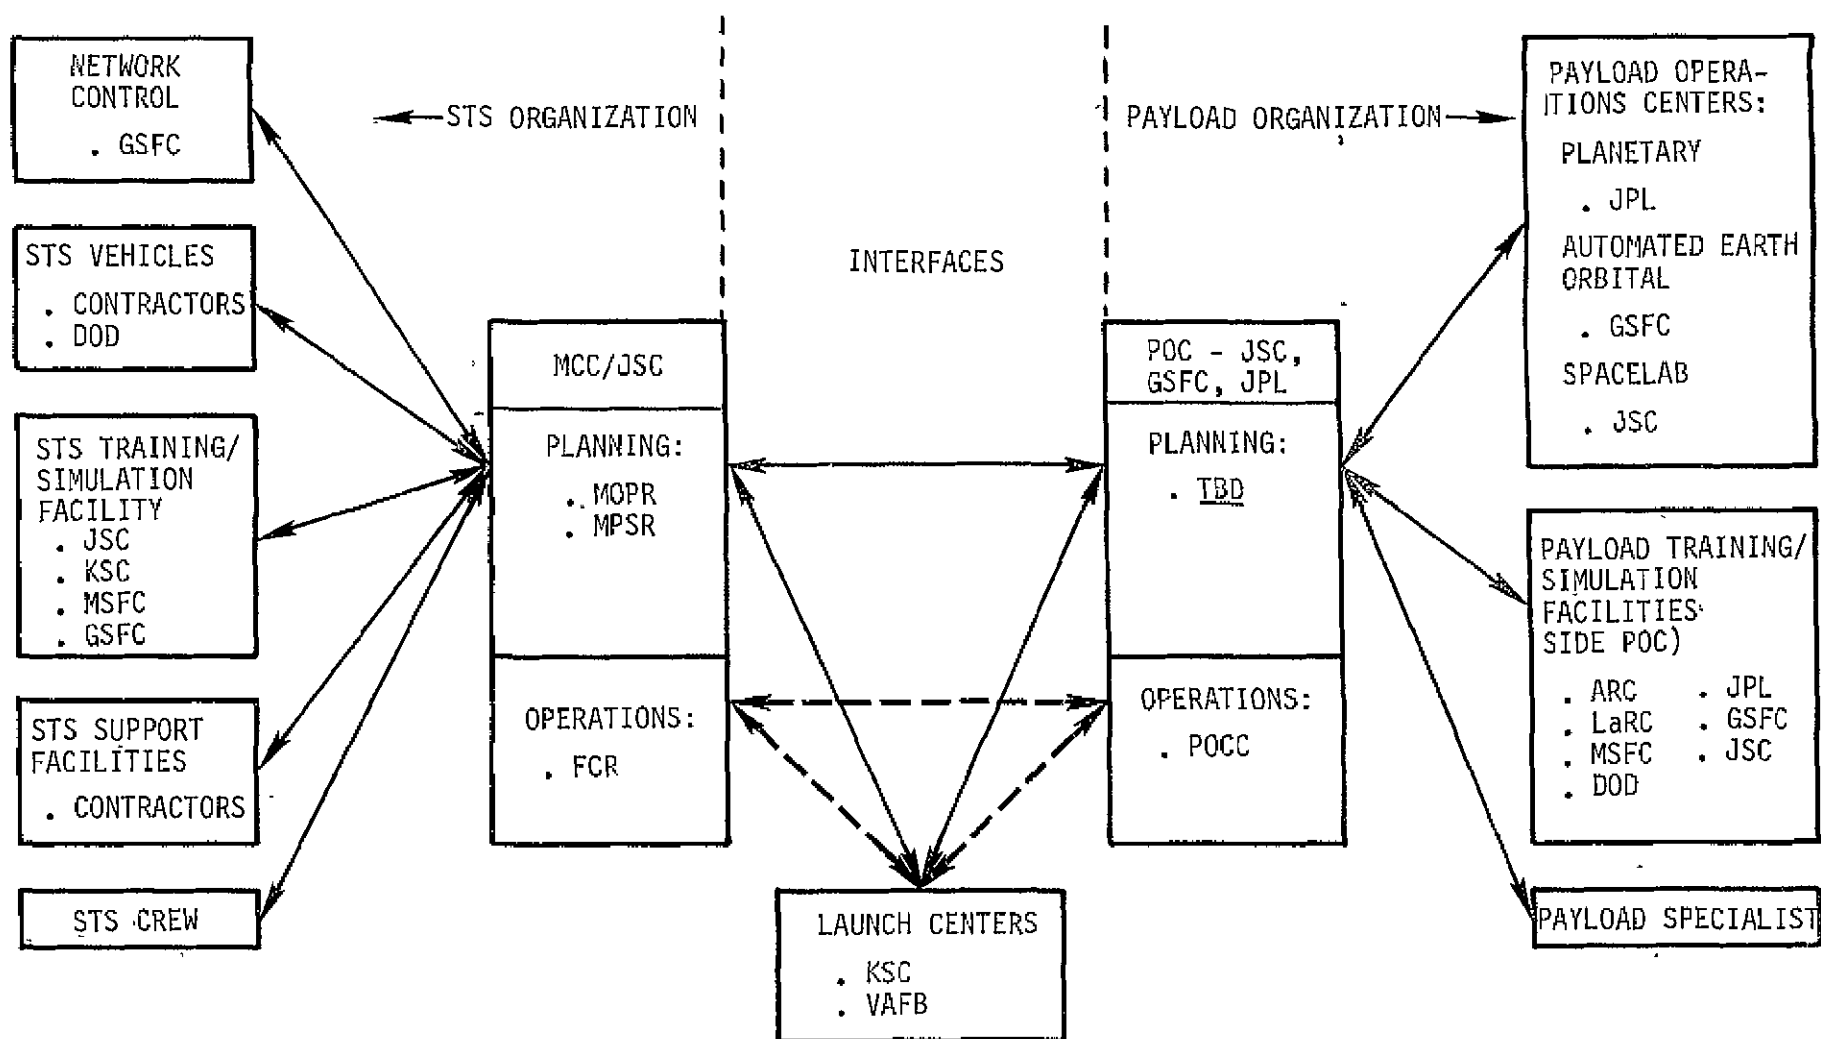 NETWORK
CONTROL
. GSFC
STS VEHICLES
. CONTRACTORS
. DOD
STS TRAINING/
SIMULATION
FACILITY
. JSC
. KSC
. MSFC
. GSFC
STS SUPPORT
FACILITIES
. CONTRACTORS
STS CREW
STS ORGANIZATION
INTERFACES
PAYLOAD ORGANIZATION
MCC/JSC
PLANNING:
. MOPR
. MPSR
OPERATIONS:
. FCR
LAUNCH CENTERS
. KSC
. VAFB
POC - JSC,
GSFC, JPL
PLANNING:
. TBD
OPERATIONS:
. POCC
PAYLOAD OPERA-
TIONS CENTERS:
PLANETARY
. JPL
AUTOMATED EARTH
ORBITAL
. GSFC
SPACELAB
. JSC
PAYLOAD TRAINING/
SIMULATION
FACILITIES
SIDE POC)
. ARC . JPL
. LaRC . GSFC
. MSFC . JSC
. DOD
PAYLOAD SPECIALIST